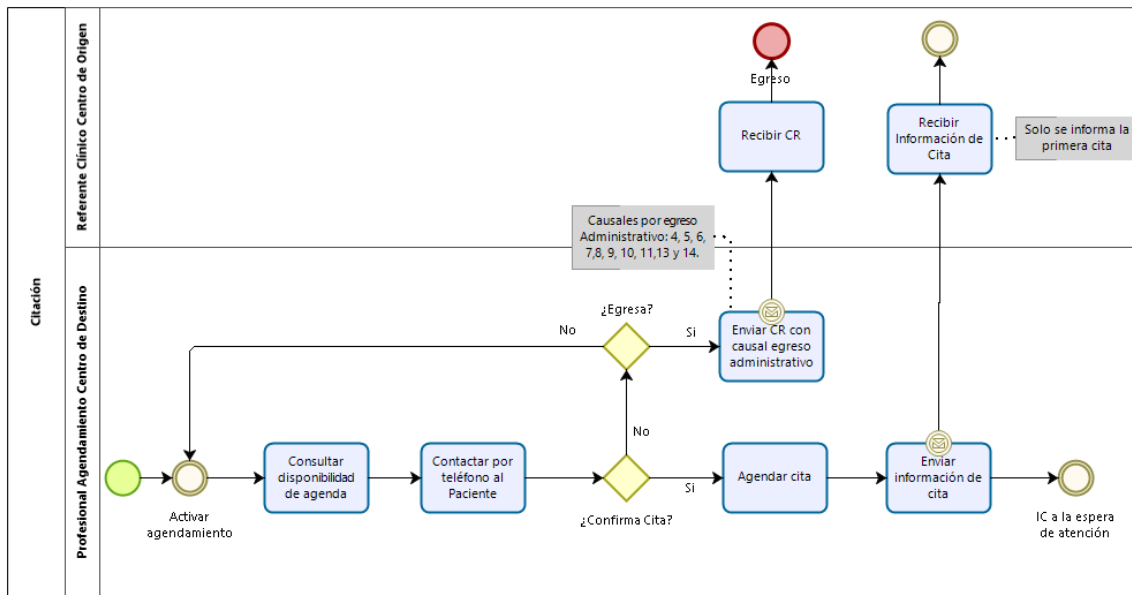 Citación
Referente Clínico Centro de Origen
Egreso
Recibir CR
Recibir
Información de
Cita
Solo se informa la
primera cita
Causales por egreso
Administrativo: 4, 5, 6,
7,8, 9, 10, 11,13 y 14.
Profesional Agendamiento Centro de Destino
¿Egresa?
No
Si
Enviar CR con
causal egreso
administrativo
No
Activar
agendamiento
Consultar
disponibilidad
de agenda
Contactar por
teléfono al
Paciente
¿Confirma Cita?
Si
Agendar cita
Enviar
información de
cita
IC a la espera
de atención